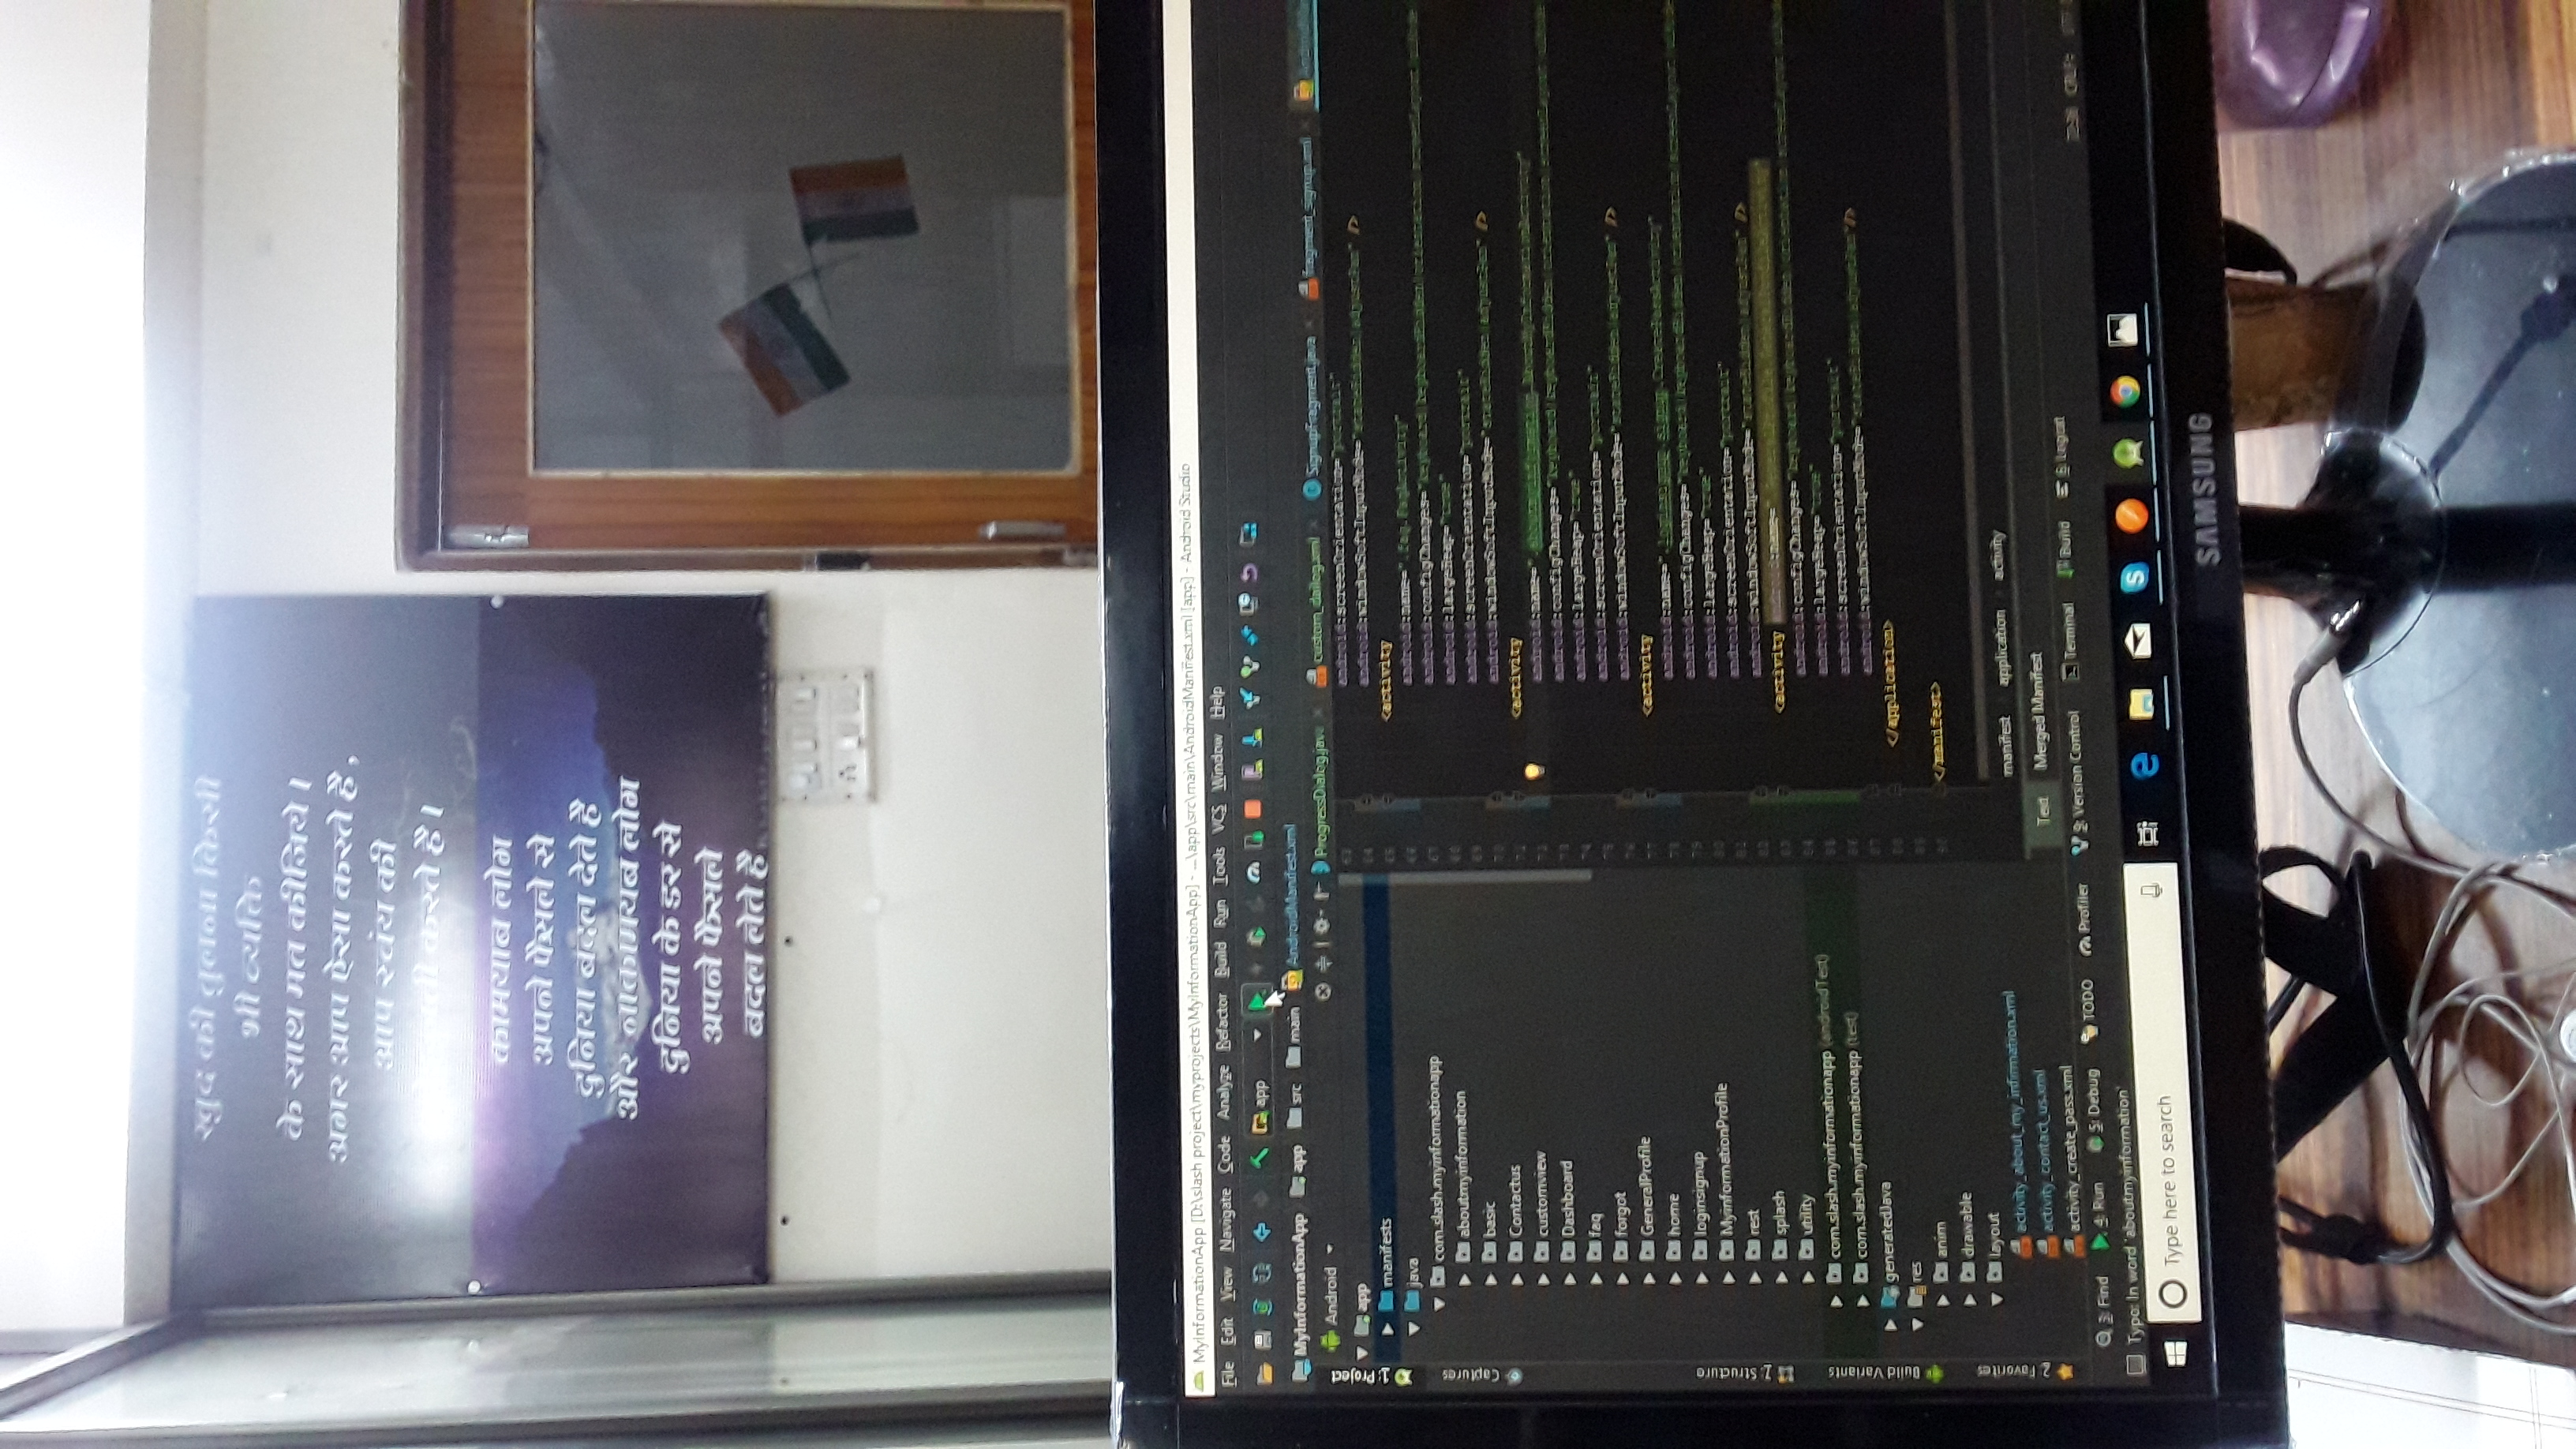 खुद की तुलना किसी
भी व्यक्ति
के साथ मत कीजिये ।
अगर आप ऐसा करते है ,
आप स्वंय की
करते है ।
कामयाब लोग
अपने फैसले से
दुनिया बदल देते है
और नाकामयब लोग
दुनिया के डर से
अपने फैसले
बदल लेते है
MyInformationApp [D:\slash project\myprojects\MyInformationApp] - ...\app\src\main\AndroidManifest.xml [app] - Android Studio
File Edit View Navigate Code Analyze Refactor Build Run Tools VCS Window Help
app
MyInformationApp app src main AndroidManifest.xml
Android
ProgressDialog.java custom_dailog.xml SignupFragment.java fragment_signup.xml
1: Project
Captures
7: Structure
Build Variants
2: Favorites
app
manifests
java
com.slash.myinformationapp
aboutmyinformation
basic
Contactus
customview
Dashboard
faq
forgot
GeneralProfile
home
loginsignup
MyinformationProfile
rest
splash
utility
com.slash.myinformationapp (androidTest)
com.slash.myinformationapp (test)
generatedJava
res
anim
drawable
layout
activity_about_my_infirmation.xml
activity_contact_us.xml
activity_create_pass.xml
android:screenOrientation="portrait"
android:windowSoftInputMode="stateHidden|adjustPan" />
<activity
android:name=".faq.FaqActivity"
android:configChanges="keyboard|keyboardHidden|orientation|screenLayout
android:largeHeap="true"
android:screenOrientation="portrait"
android:windowSoftInputMode="stateHidden|adjustPan" />
<activity
android:name=".aboutmyinformation.AboutMyInformationActivity"
android:configChanges="keyboard|keyboardHidden|orientation|screenLayout
android:largeHeap="true"
android:screenOrientation="portrait"
android:windowSoftInputMode="stateHidden|adjustPan" />
<activity
android:name=".loginsignup.signup.CreatePassActivity"
android:configChanges="keyboard|keyboardHidden|orientation|screenLayout
android:largeHeap="true"
android:screenOrientation="portrait"
android:windowSoftInputMode="stateHidden|adjustPan" />
<activity android:name=
android:configChanges="keyboard|keyboardHidden|orientation|screenLayout
android:largeHeap="true"
android:screenOrientation="portrait"
android:windowSoftInputMode="stateHidden|adjustPan"/>
</application>
</manifest>
manifest application activity
Text Merged Manifest
3: Find 4: Run 5: Debug TODO Profiler 9: Version Control Terminal Build 6: Logcat
Typo: In word 'aboutmyinformation'
Type here to search
SAMSUNG